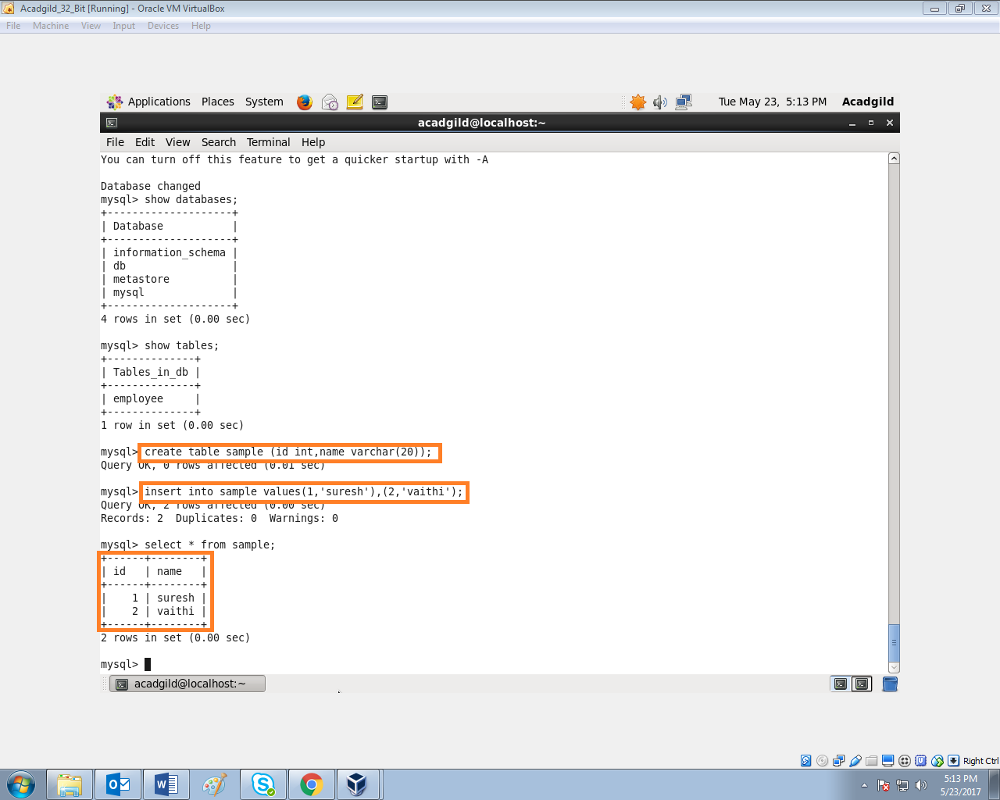 Acadgild_32_Bit [Running] - Oracle VM VirtualBox
File Machine View Input Devices Help
Applications Places System Tue May 23, 5:13 PM Acadgild
acadgild@localhost:~
File Edit View Search Terminal Help
You can turn off this feature to get a quicker startup with -A
Database changed
mysql> show databases;
+--------------------+
| Database           |
+--------------------+
| information_schema |
| db                 |
| metastore          |
| mysql              |
+--------------------+
4 rows in set (0.00 sec)
mysql> show tables;
+--------------+
| Tables_in_db |
+--------------+
| employee     |
+--------------+
1 row in set (0.00 sec)
mysql> create table sample (id int,name varchar(20));
Query OK, 0 rows affected (0.01 sec)
mysql> insert into sample values(1,'suresh'),(2,'vaithi');
Query OK, 2 rows affected (0.00 sec)
Records: 2  Duplicates: 0  Warnings: 0
mysql> select * from sample;
+------+--------+
| id   | name   |
+------+--------+
|    1 | suresh |
|    2 | vaithi |
+------+--------+
2 rows in set (0.00 sec)
mysql>
acadgild@localhost:~
Right Ctrl
5:13 PM
5/23/2017